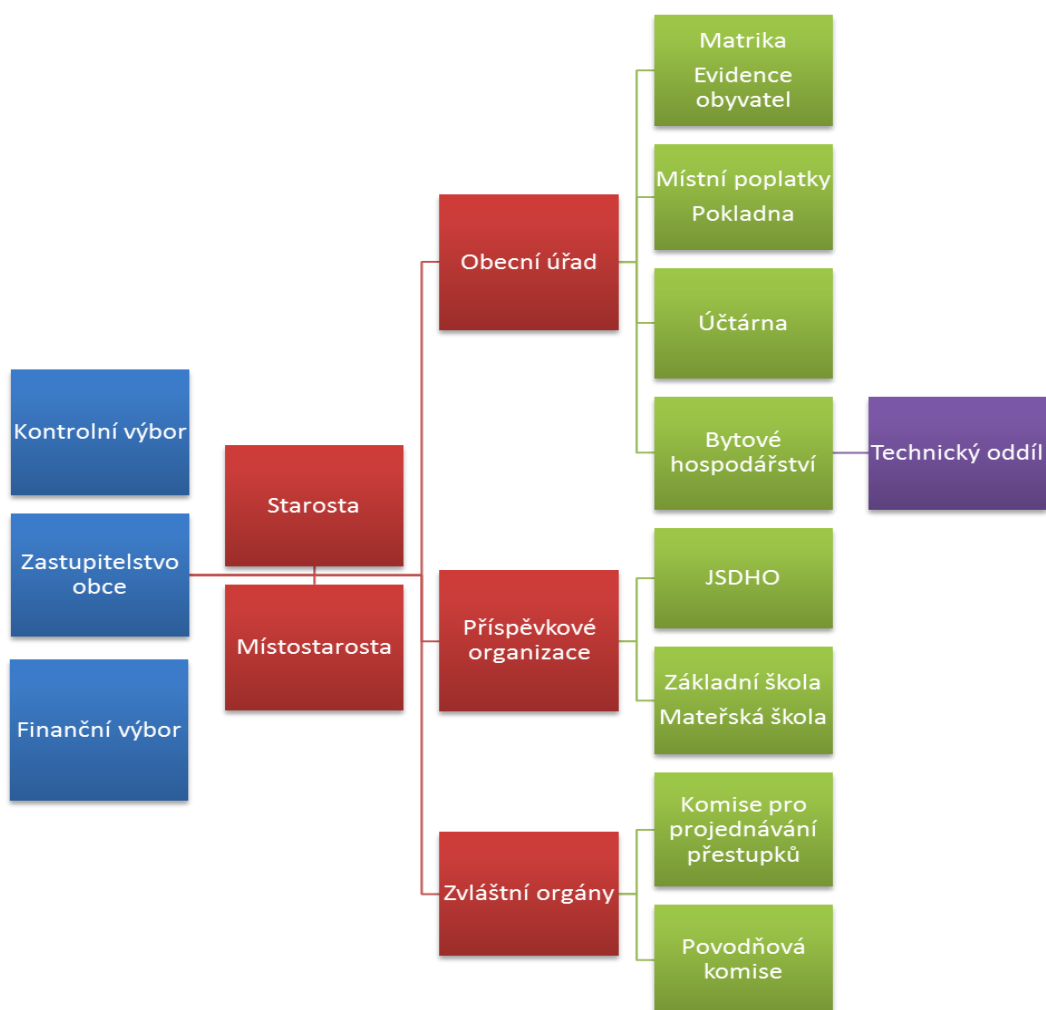 Kontrolní výbor
Zastupitelstvo
obce
Finanční výbor
Starosta
Místostarosta
Obecní úřad
Příspěvkové
organizace
Zvláštní orgány
Matrika
Evidence
obyvatel
Místní poplatky
Pokladna
Účtárna
Bytové
hospodářství
JSDHO
Základní škola
Mateřská škola
Komise pro
projednávání
přestupků
Povodňová
komise
Technický oddíl